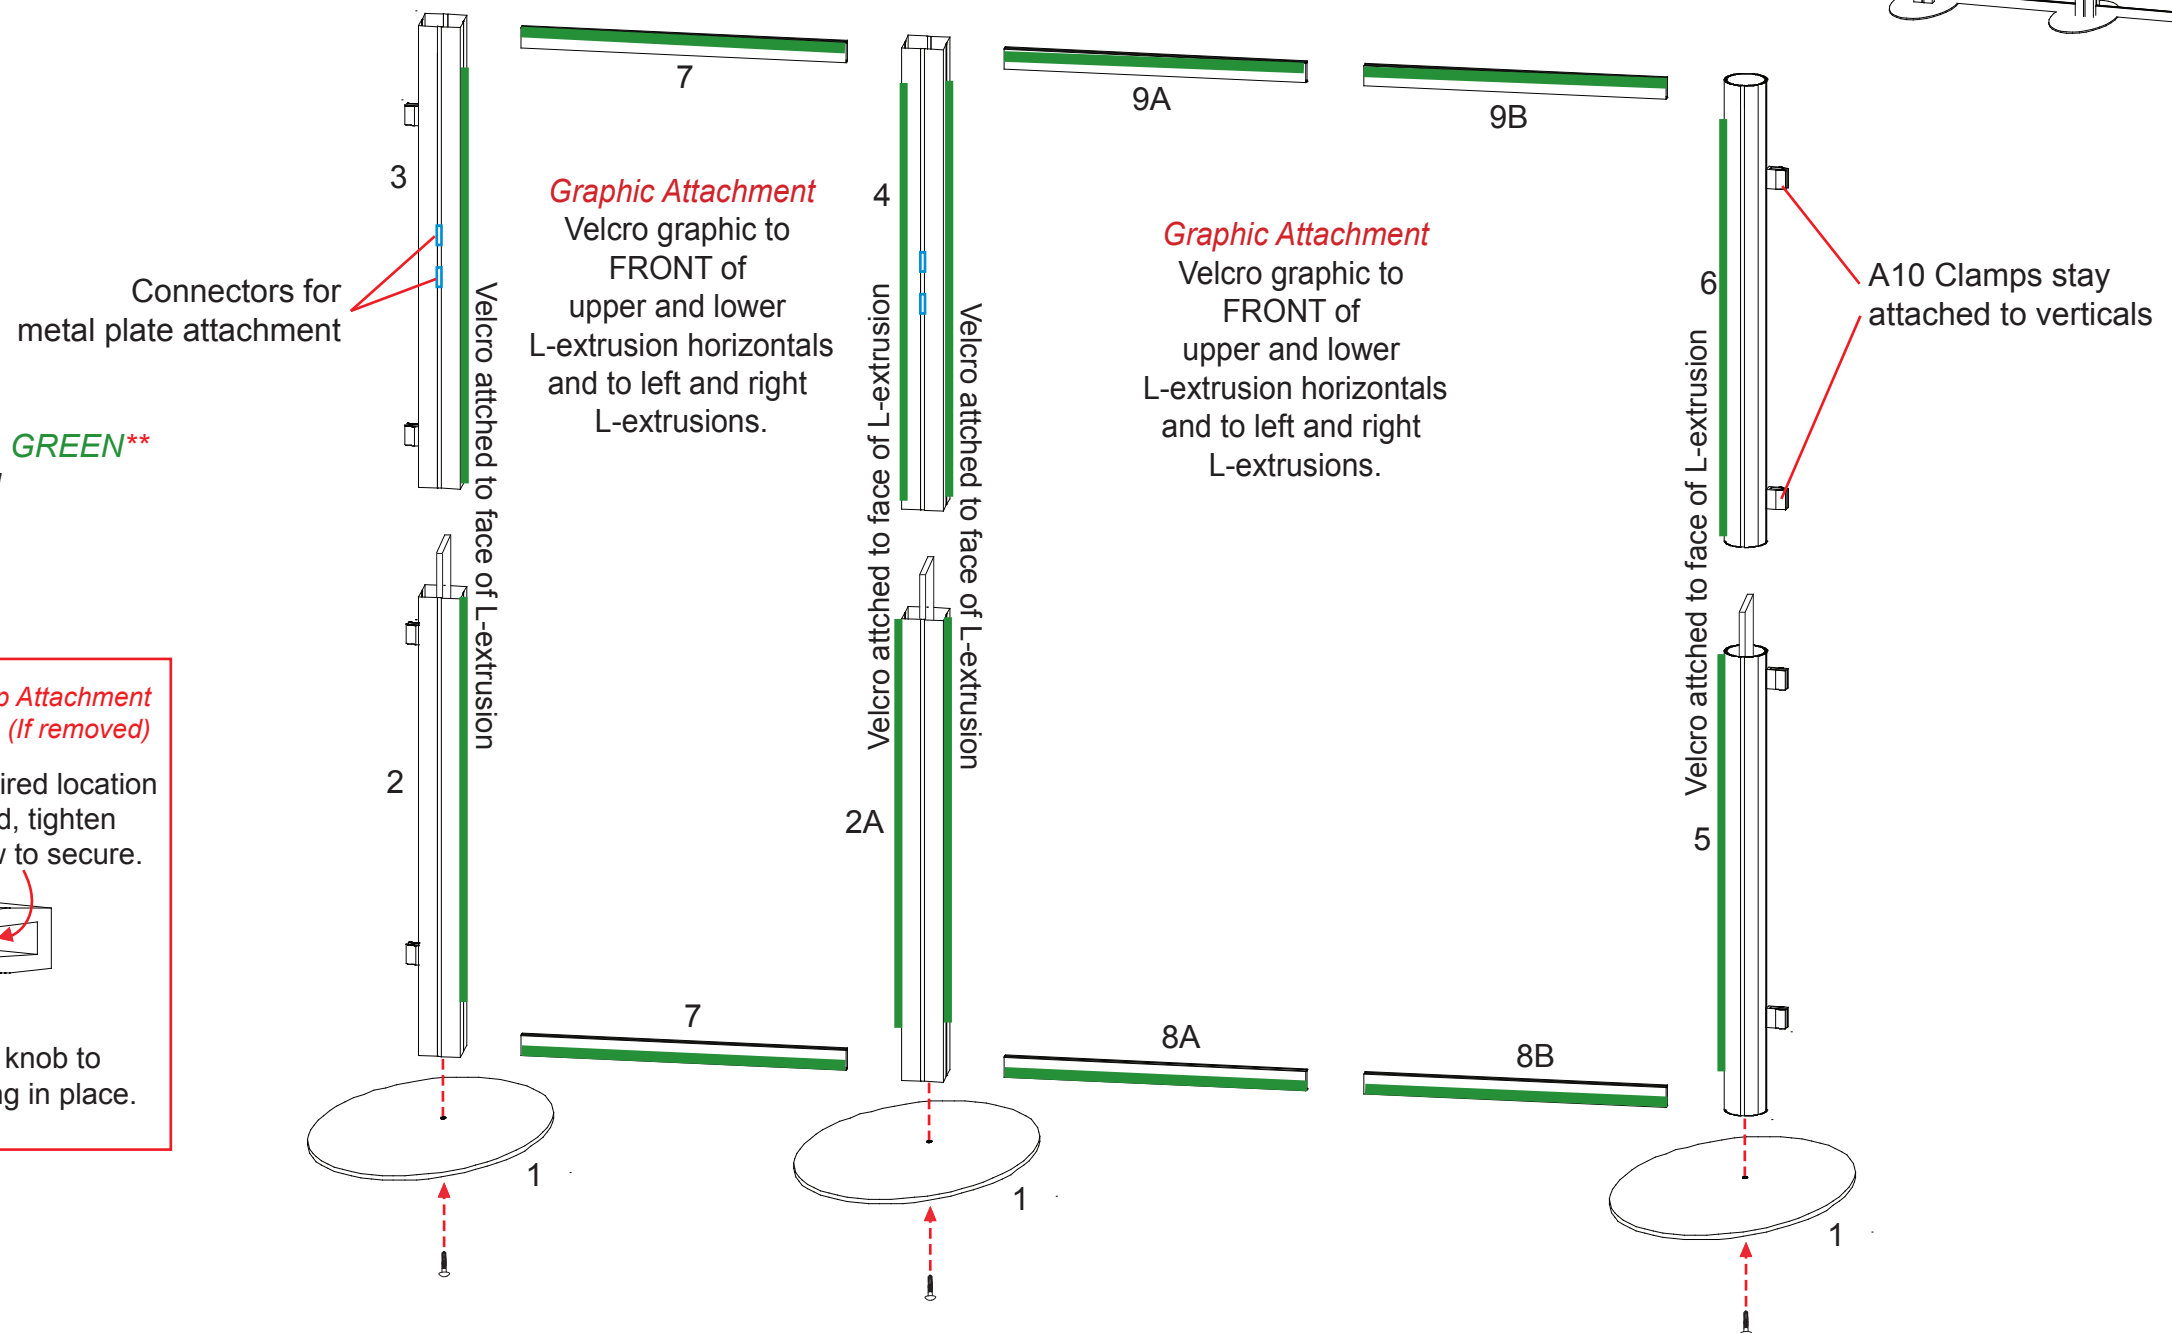 7
9A
9B
3
4
6
Graphic Attachment
Velcro graphic to
FRONT of
upper and lower
L-extrusion horizontals
and to left and right
L-extrusions.
Graphic Attachment
Velcro graphic to
FRONT of
upper and lower
L-extrusion horizontals
and to left and right
L-extrusions.
Connectors for
metal plate attachment
A10 Clamps stay
attached to verticals
GREEN**
Velcro attched to face of L-extrusion
Velcro attched to face of L-extrusion
Velcro attched to face of L-extrusion
Velcro attched to face of L-extrusion
Attachment
(If removed)
location
tighten
to secure.
knob to
in place.
2
2A
5
7
8A
8B
1
1
1